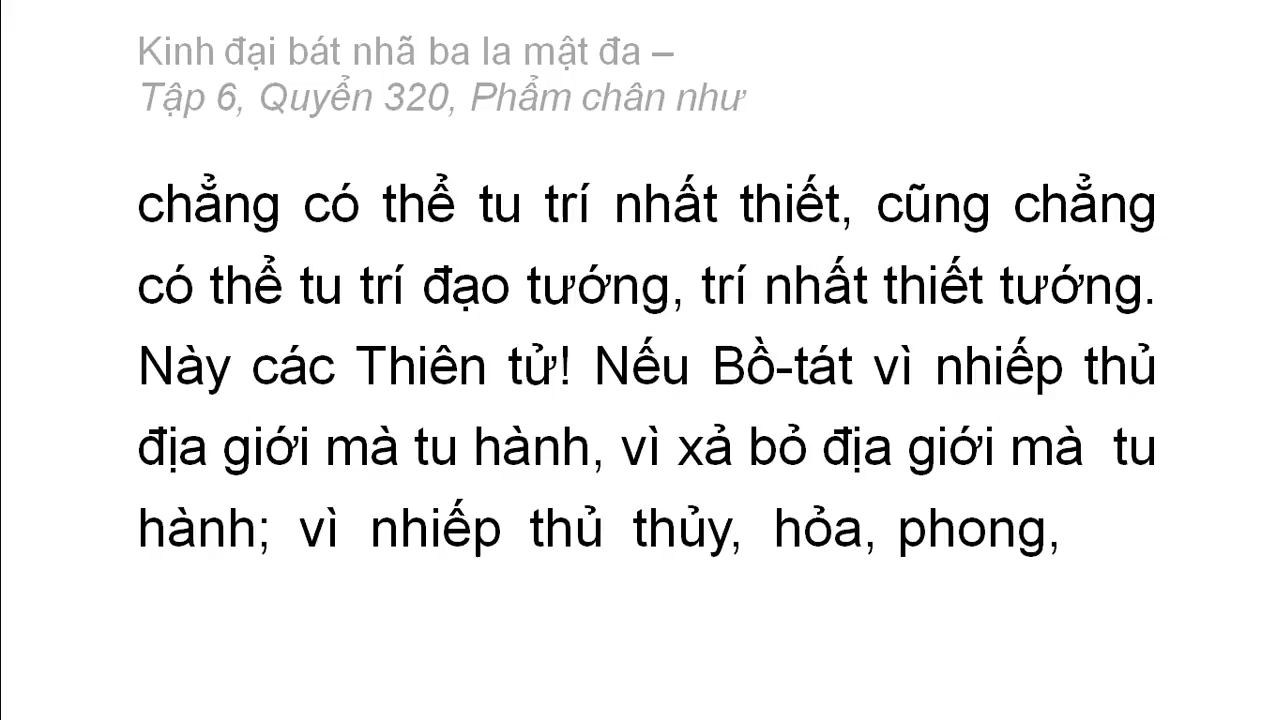 Kinh đại bát nhã ba la mật đa –
Tập 6, Quyển 320, Phẩm chân như
chẳng có thể tu trí nhất thiết, cũng chẳng
có thể tu trí đạo tướng, trí nhất thiết tướng.
Này các Thiên tử! Nếu Bồ-tát vì nhiếp thủ
địa giới mà tu hành, vì xả bỏ địa giới mà tu
hành; vì nhiếp thủ thủy, hỏa, phong,